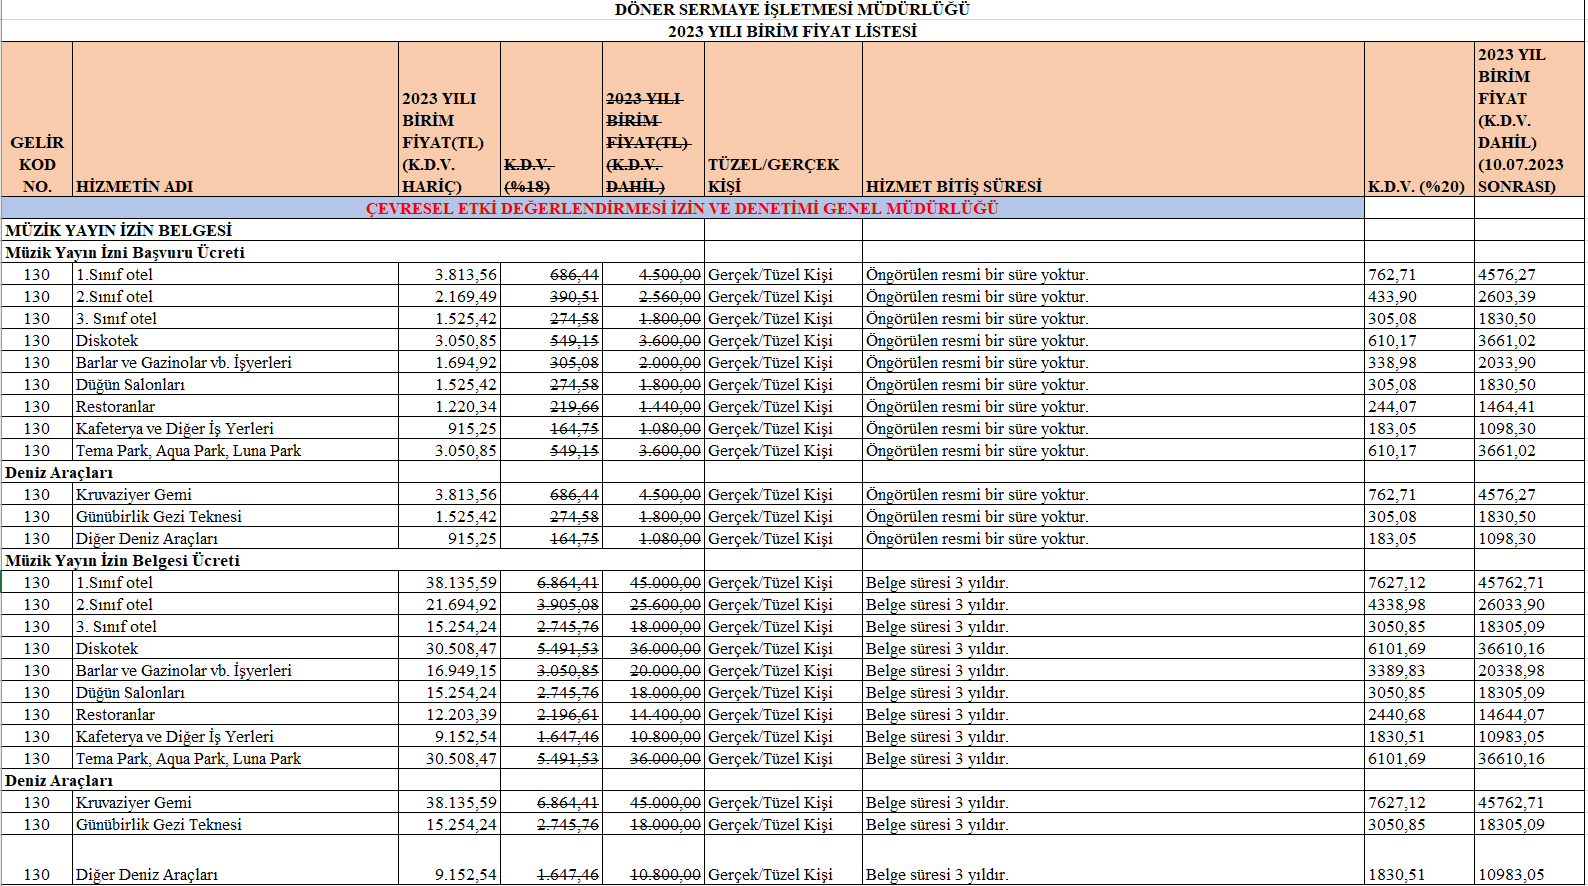 DÖNER SERMAYE İŞLETMESİ MÜDÜRLÜĞÜ
2023 YILI BİRİM FİYAT LİSTESİ
GELİR KOD NO. HİZMETİN ADI 2023 YILI BİRİM FİYAT(TL) (K.D.V. HARİÇ) K.D.V. (%18) 2023 YILI BİRİM FİYAT(TL) (K.D.V. DAHİL) TÜZEL/GERÇEK KİŞİ HİZMET BİTİŞ SÜRESİ K.D.V. (%20) 2023 YIL BİRİM FİYAT (K.D.V. DAHİL) (10.07.2023 SONRASI)
ÇEVRESEL ETKİ DEĞERLENDİRMESİ İZİN VE DENETİMİ GENEL MÜDÜRLÜĞÜ
MÜZİK YAYIN İZİN BELGESİ
Müzik Yayın İzni Başvuru Ücreti
130 1.Sınıf otel 3.813,56 686,44 4.500,00 Gerçek/Tüzel Kişi Öngörülen resmi bir süre yoktur. 762,71 4576,27
130 2.Sınıf otel 2.169,49 390,51 2.560,00 Gerçek/Tüzel Kişi Öngörülen resmi bir süre yoktur. 433,90 2603,39
130 3. Sınıf otel 1.525,42 274,58 1.800,00 Gerçek/Tüzel Kişi Öngörülen resmi bir süre yoktur. 305,08 1830,50
130 Diskotek 3.050,85 549,15 3.600,00 Gerçek/Tüzel Kişi Öngörülen resmi bir süre yoktur. 610,17 3661,02
130 Barlar ve Gazinolar vb. İşyerleri 1.694,92 305,08 2.000,00 Gerçek/Tüzel Kişi Öngörülen resmi bir süre yoktur. 338,98 2033,90
130 Düğün Salonları 1.525,42 274,58 1.800,00 Gerçek/Tüzel Kişi Öngörülen resmi bir süre yoktur. 305,08 1830,50
130 Restoranlar 1.220,34 219,66 1.440,00 Gerçek/Tüzel Kişi Öngörülen resmi bir süre yoktur. 244,07 1464,41
130 Kafeterya ve Diğer İş Yerleri 915,25 164,75 1.080,00 Gerçek/Tüzel Kişi Öngörülen resmi bir süre yoktur. 183,05 1098,30
130 Tema Park, Aqua Park, Luna Park 3.050,85 549,15 3.600,00 Gerçek/Tüzel Kişi Öngörülen resmi bir süre yoktur. 610,17 3661,02
Deniz Araçları
130 Kruvaziyer Gemi 3.813,56 686,44 4.500,00 Gerçek/Tüzel Kişi Öngörülen resmi bir süre yoktur. 762,71 4576,27
130 Günübirlik Gezi Teknesi 1.525,42 274,58 1.800,00 Gerçek/Tüzel Kişi Öngörülen resmi bir süre yoktur. 305,08 1830,50
130 Diğer Deniz Araçları 915,25 164,75 1.080,00 Gerçek/Tüzel Kişi Öngörülen resmi bir süre yoktur. 183,05 1098,30
Müzik Yayın İzin Belgesi Ücreti
130 1.Sınıf otel 38.135,59 6.864,41 45.000,00 Gerçek/Tüzel Kişi Belge süresi 3 yıldır. 7627,12 45762,71
130 2.Sınıf otel 21.694,92 3.905,08 25.600,00 Gerçek/Tüzel Kişi Belge süresi 3 yıldır. 4338,98 26033,90
130 3. Sınıf otel 15.254,24 2.745,76 18.000,00 Gerçek/Tüzel Kişi Belge süresi 3 yıldır. 3050,85 18305,09
130 Diskotek 30.508,47 5.491,53 36.000,00 Gerçek/Tüzel Kişi Belge süresi 3 yıldır. 6101,69 36610,16
130 Barlar ve Gazinolar vb. İşyerleri 16.949,15 3.050,85 20.000,00 Gerçek/Tüzel Kişi Belge süresi 3 yıldır. 3389,83 20338,98
130 Düğün Salonları 15.254,24 2.745,76 18.000,00 Gerçek/Tüzel Kişi Belge süresi 3 yıldır. 3050,85 18305,09
130 Restoranlar 12.203,39 2.196,61 14.400,00 Gerçek/Tüzel Kişi Belge süresi 3 yıldır. 2440,68 14644,07
130 Kafeterya ve Diğer İş Yerleri 9.152,54 1.647,46 10.800,00 Gerçek/Tüzel Kişi Belge süresi 3 yıldır. 1830,51 10983,05
130 Tema Park, Aqua Park, Luna Park 30.508,47 5.491,53 36.000,00 Gerçek/Tüzel Kişi Belge süresi 3 yıldır. 6101,69 36610,16
Deniz Araçları
130 Kruvaziyer Gemi 38.135,59 6.864,41 45.000,00 Gerçek/Tüzel Kişi Belge süresi 3 yıldır. 7627,12 45762,71
130 Günübirlik Gezi Teknesi 15.254,24 2.745,76 18.000,00 Gerçek/Tüzel Kişi Belge süresi 3 yıldır. 3050,85 18305,09
130 Diğer Deniz Araçları 9.152,54 1.647,46 10.800,00 Gerçek/Tüzel Kişi Belge süresi 3 yıldır. 1830,51 10983,05